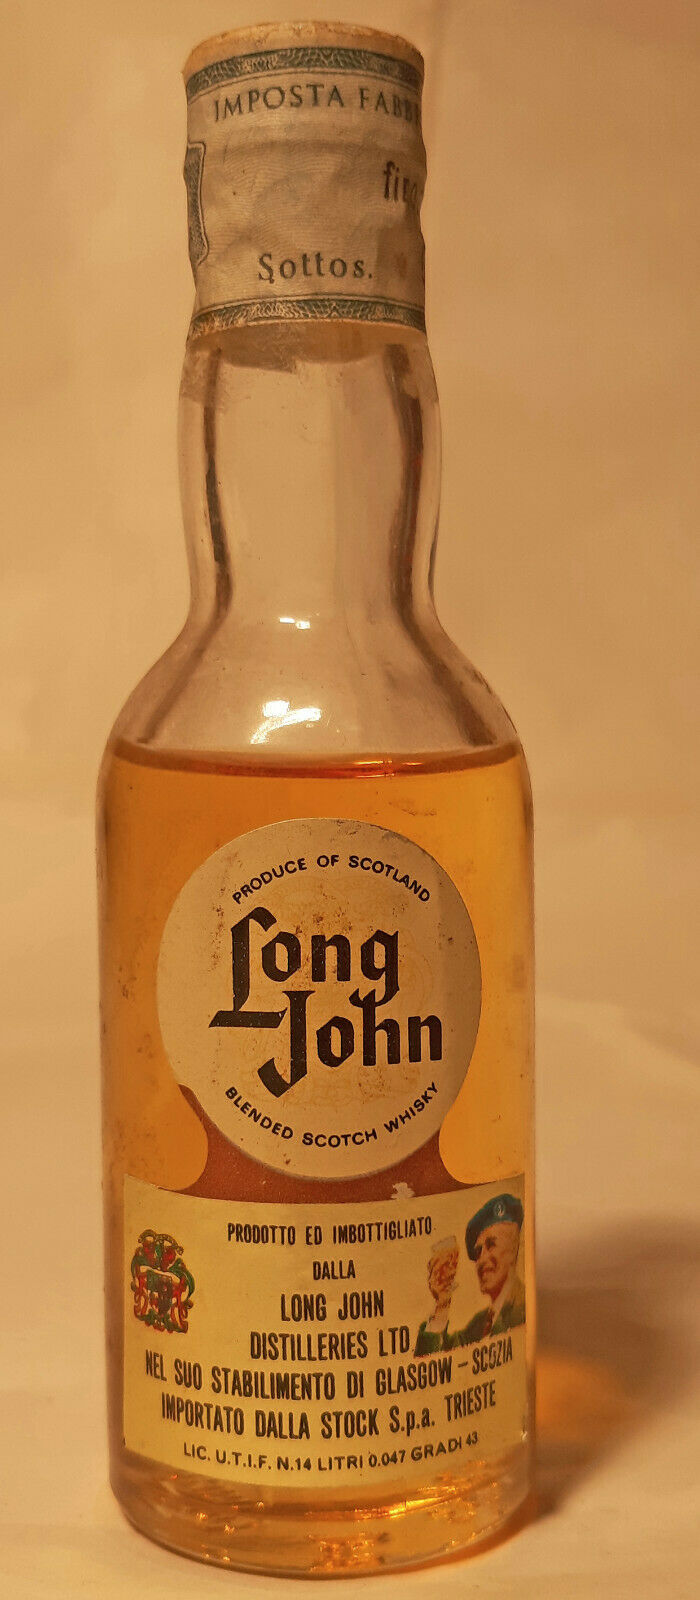 IMPOSTA
Sottos.
PRODUCE OF SCOTLAND
Long
John
BLENDED SCOTCH WHISKY
PRODOTTO ED IMBOTTIGLIATO
DALLA
LONG JOHN
DISTILLERIES LTD
NEL SUO STABILIMENTO DI GLASGOW – SCOZIA
IMPORTATO DALLA STOCK S.p.a. TRIESTE
LIC. U.T.I.F. N.14 LITRI 0.047 GRADI 43